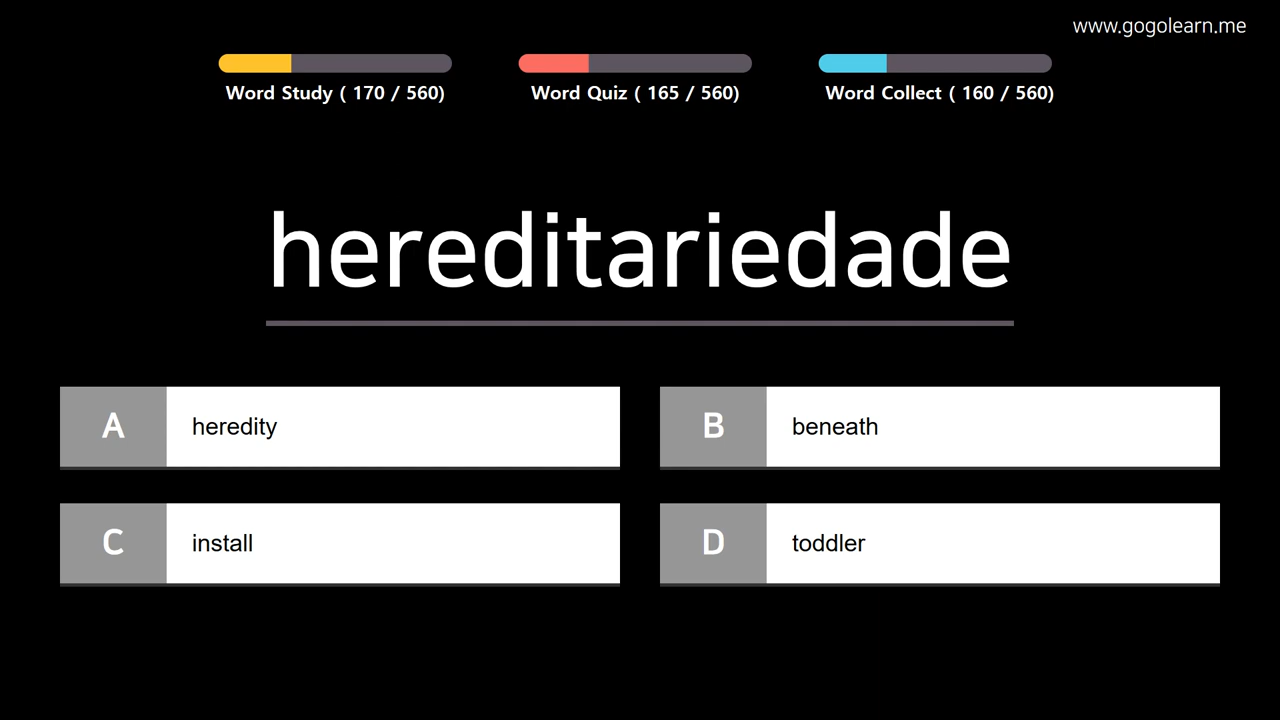 www.gogolearn.me
Word Study ( 170 / 560)
Word Quiz ( 165 / 560)
Word Collect ( 160 / 560)
hereditariedade
A heredity
B beneath
C install
D toddler